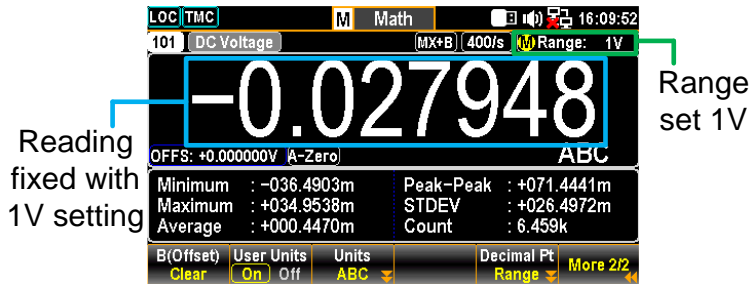 LOC TMC M Math 16:09:52
101 DC Voltage MX+B 400/s M Range: 1V
−0.027948
OFFS: +0.000000V A-Zero ABC
Minimum : −036.4903m Peak−Peak : +071.4441m
Maximum : +034.9538m STDEV : +026.4972m
Average : +000.4470m Count : 6.459k
B(Offset) User Units Units Decimal Pt More 2/2
Clear On Off ABC Range
Reading
fixed with
1V setting
Range
set 1V